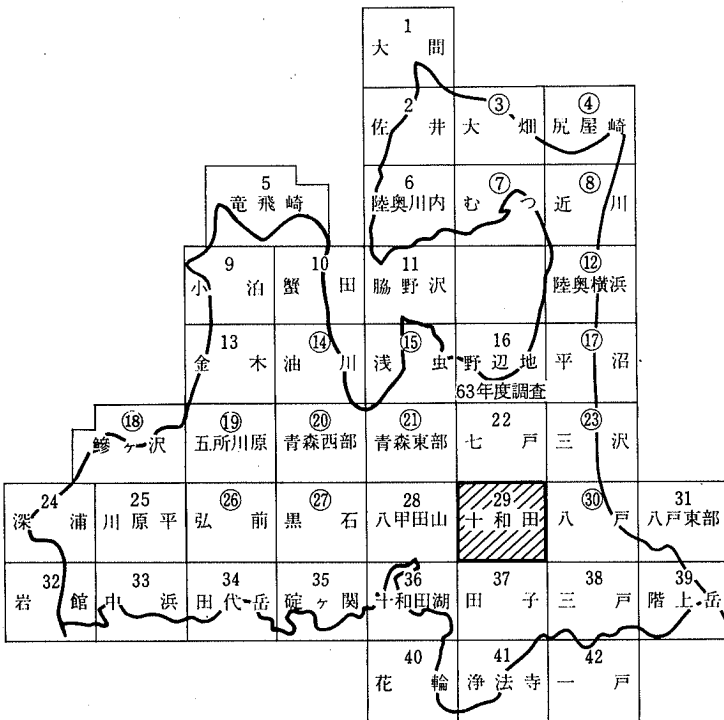 1
大間
2
佐井
③
大畑
④
尻屋崎
5
竜飛崎
6
陸奥川内
⑦
むつ
⑧
近川
9
小泊
10
蟹田
11
脇野沢
⑫
陸奥横浜
13
金木
⑭
油川
⑮
浅虫
16
野辺地
63年度調査
⑰
平沼
⑱
鰺ヶ沢
⑲
五所川原
⑳
青森西部
㉑
青森東部
22
七戸
㉓
三沢
24
深浦
25
川原平
㉖
弘前
㉗
黒石
28
八甲田山
29
十和田
㉚
八戸
31
八戸東部
32
岩館
33
中浜
34
田代岳
35
碇ヶ関
36
十和田湖
37
田子
38
三戸
39
階上岳
40
花輪
41
浄法寺
42
一戸